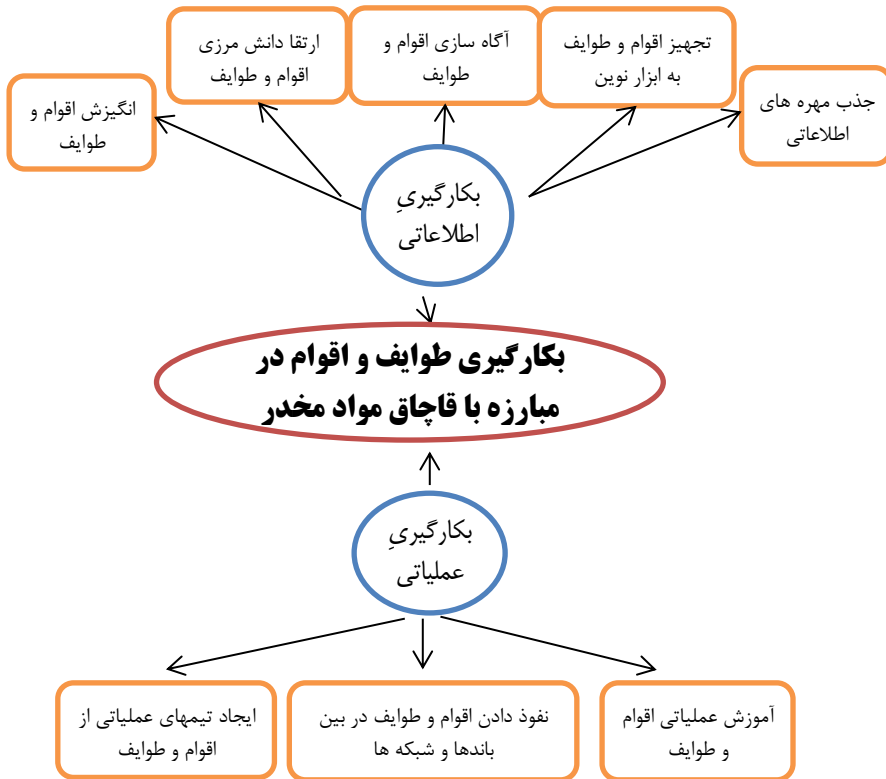 جذب مهره های
اطلاعاتی
تجهیز اقوام و طوایف
به ابزار نوین
آگاه سازی اقوام و
طوایف
ارتقا دانش مرزی
اقوام و طوایف
انگیزش اقوام و
طوایف
بکارگیریِ
اطلاعاتی
بکارگیری طوایف و اقوام در
مبارزه با قاچاق مواد مخدر
بکارگیریِ
عملیاتی
آموزش عملیاتی اقوام
و طوایف
نفوذ دادن اقوام و طوایف در بین
باندها و شبکه ها
ایجاد تیمهای عملیاتی از
اقوام و طوایف